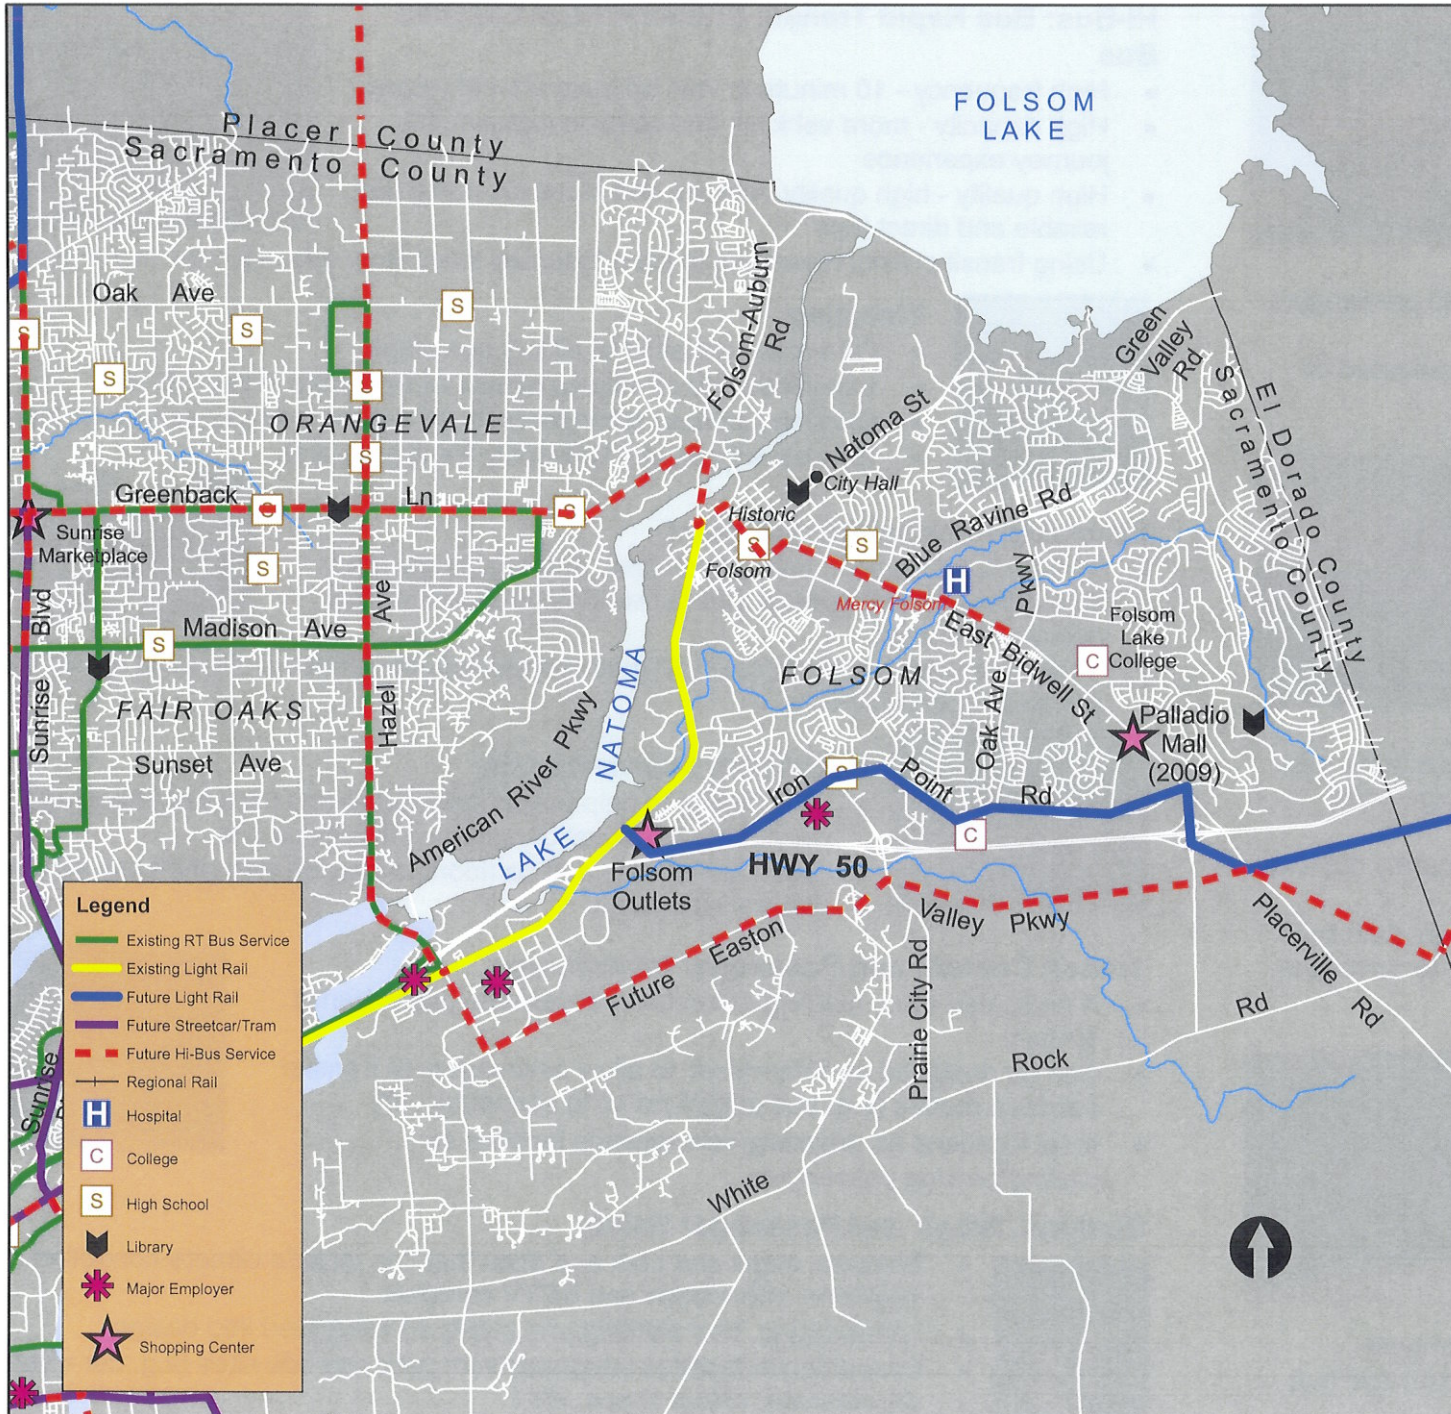 FOLSOM
LAKE
Placer County
Sacramento County
Oak Ave
S
S
S
S
S
Folsom-Auburn
Rd
Green
Valley
Rd
El Dorado County
Sacramento County
ORANGEVALE
S
Natoma St
City Hall
Greenback Ln
Sunrise
Marketplace
Historic
Folsom
S
S
S
Blue Ravine Rd
H
Mercy Folsom
Pkwy
East Bidwell St
Folsom
Lake
College
C
Blvd
Sunrise
Madison Ave
S
Ave
Hazel
FAIR OAKS
Sunset Ave
American River Pkwy
LAKE NATOMA
FOLSOM
Oak Ave
Palladio
Mall
(2009)
S
Iron Point Rd
C
HWY 50
Folsom
Outlets
Future Easton Valley Pkwy
Placerville Rd
Prairie City Rd
White Rock Rd
Sunrise
Legend
Existing RT Bus Service
Existing Light Rail
Future Light Rail
Future Streetcar/Tram
Future Hi-Bus Service
Regional Rail
H Hospital
C College
S High School
Library
Major Employer
Shopping Center